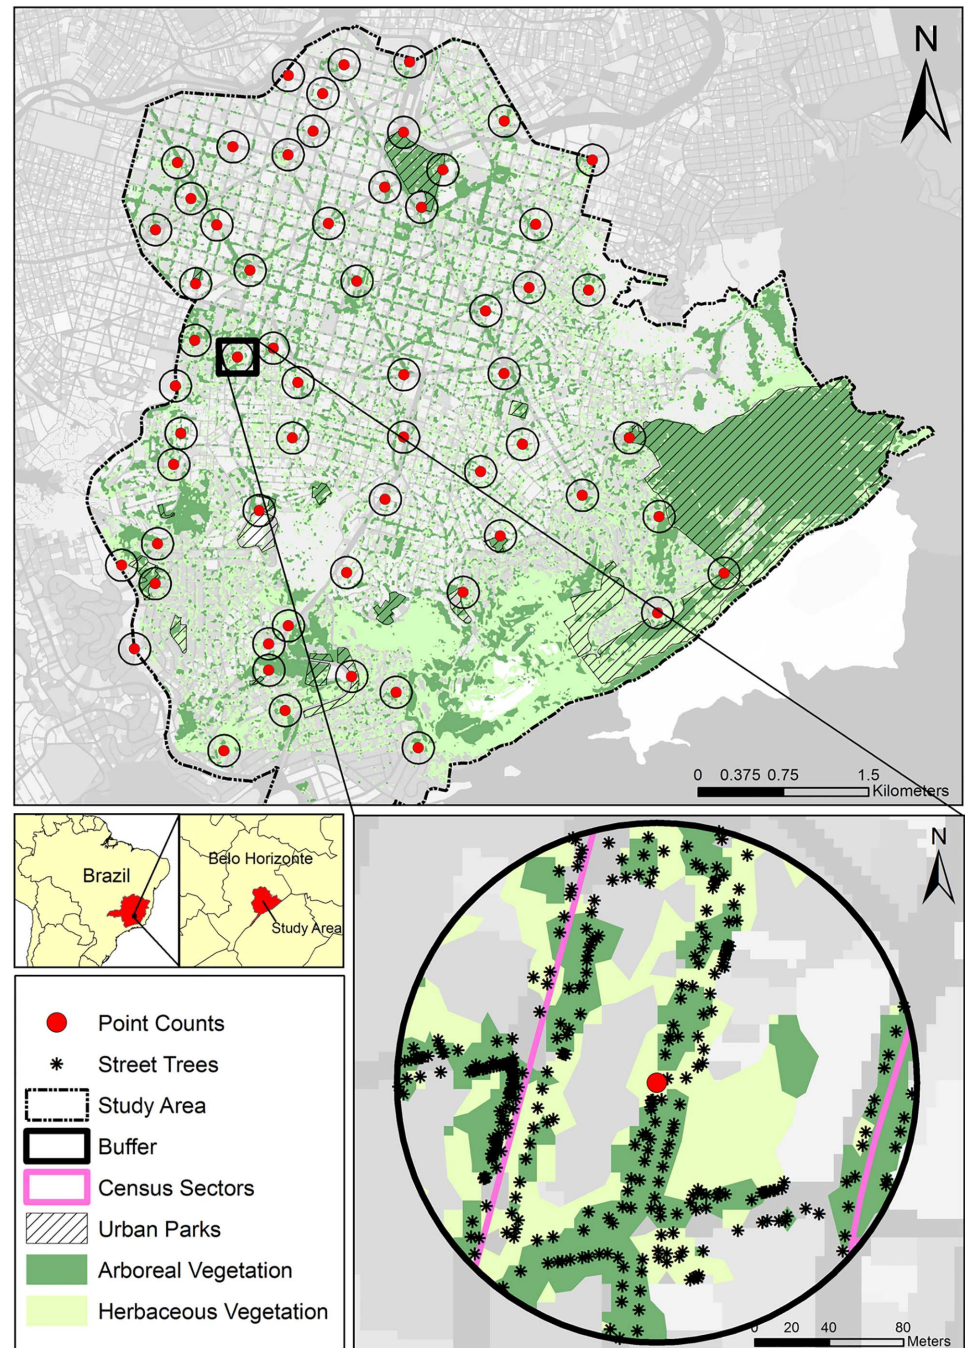 N
0 0.375 0.75 1.5
Kilometers
Brazil
Belo Horizonte
Study Area
N
Point Counts
Street Trees
Study Area
Buffer
Census Sectors
Urban Parks
Arboreal Vegetation
Herbaceous Vegetation
0 20 40 80
Meters